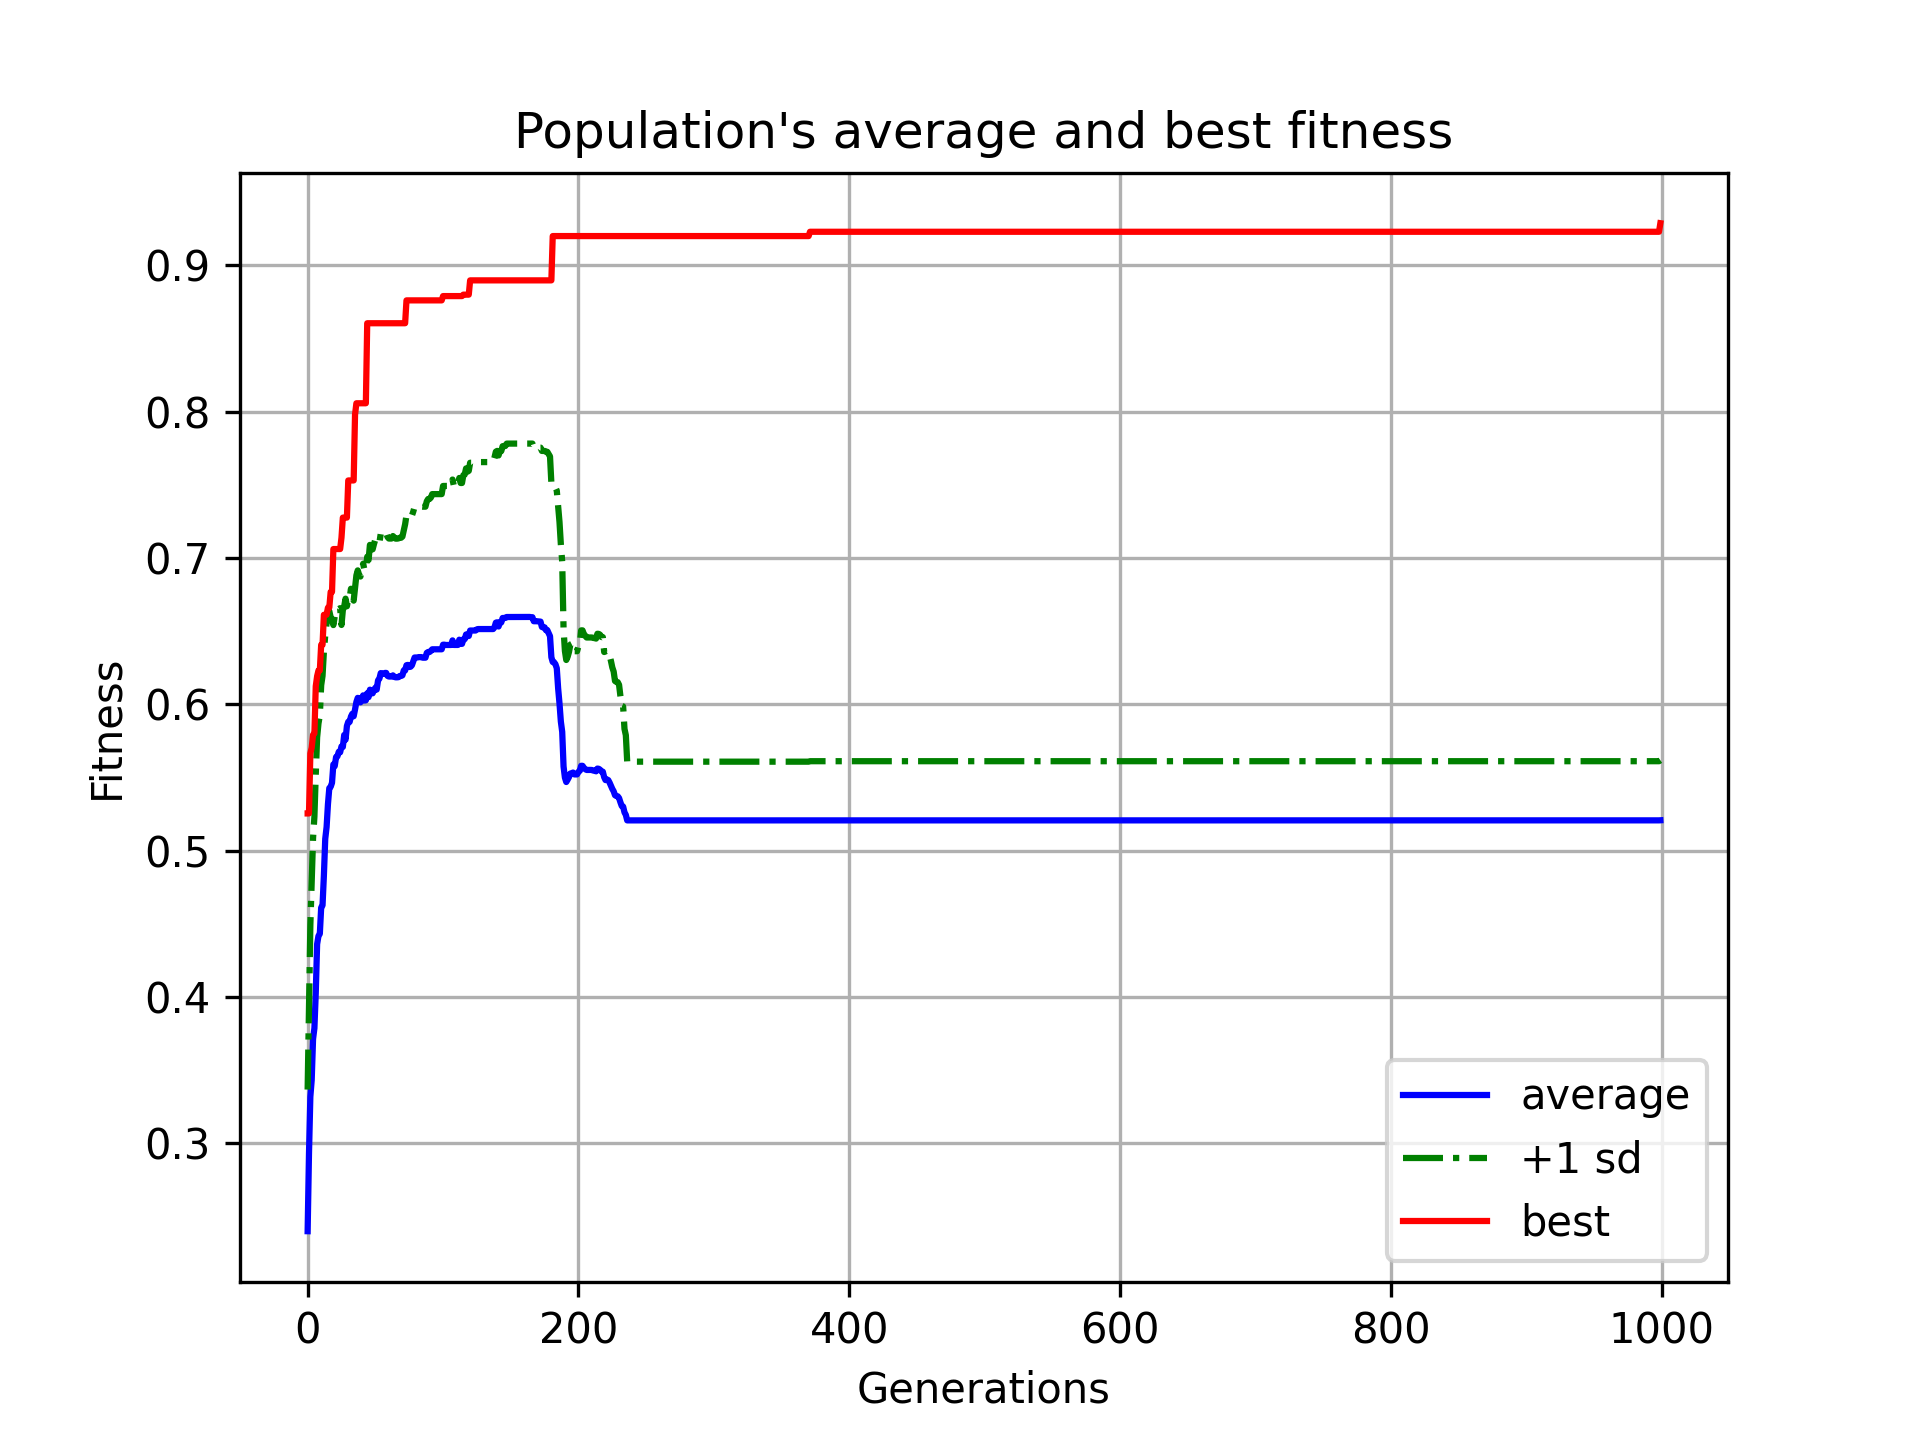 Population's average and best fitness
Fitness
0.9
0.8
0.7
0.6
0.5
0.4
0.3
average
+1 sd
best
0 200 400 600 800 1000
Generations